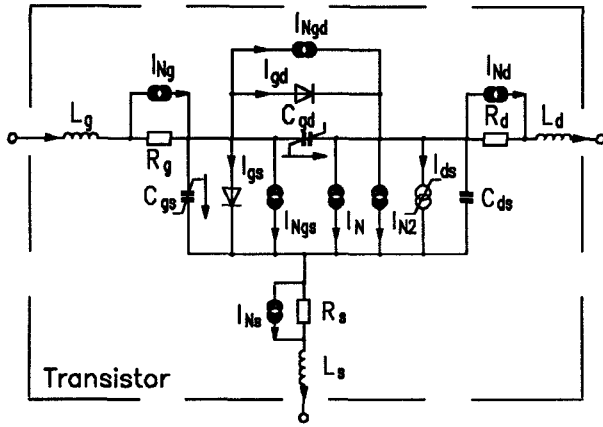 I_Ngd
I_Ng
I_gd
I_Nd
L_g
C_gd
L_d
R_g
R_d
I_gs
I_ds
C_gs
I_Ngs
I_N
I_N2
C_ds
I_Ns
R_s
L_s
Transistor